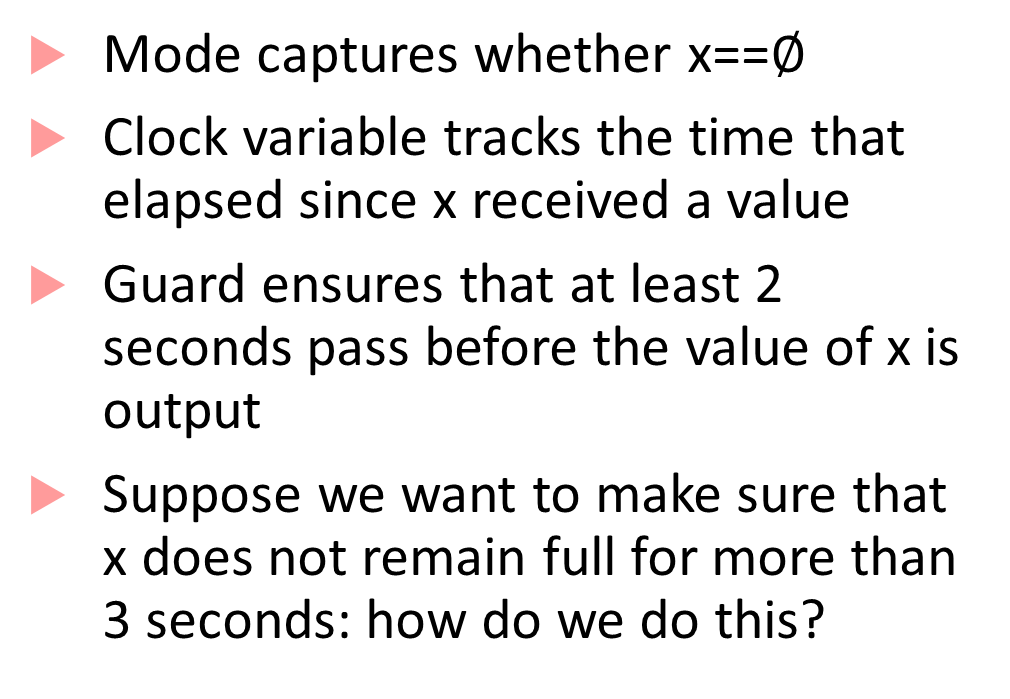 Mode captures whether x==∅
Clock variable tracks the time that
elapsed since x received a value
Guard ensures that at least 2
seconds pass before the value of x is
output
Suppose we want to make sure that
x does not remain full for more than
3 seconds: how do we do this?